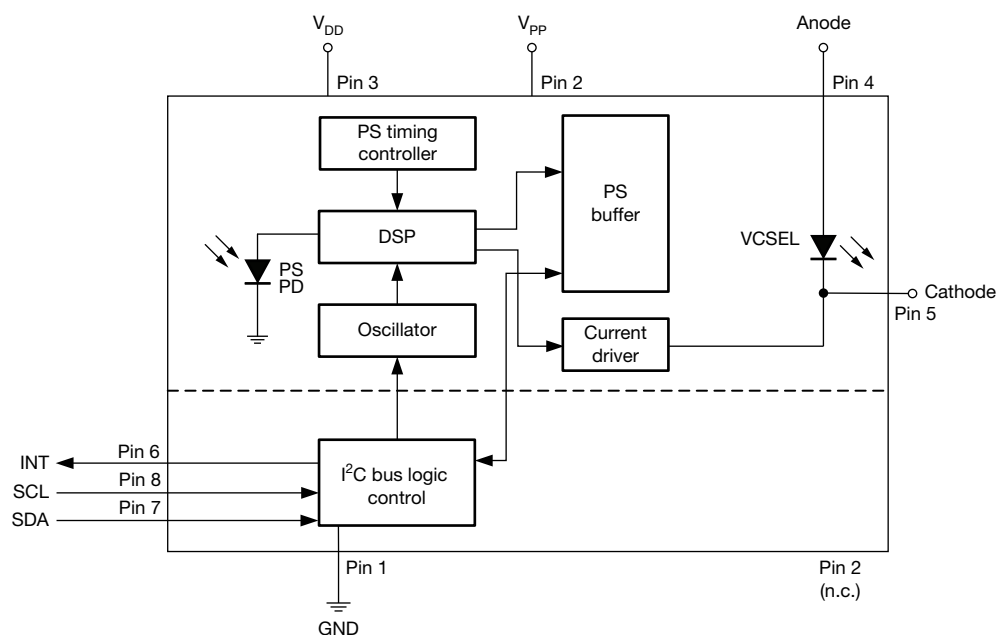 VDD
VPP
Anode
Pin 3
Pin 2
Pin 4
PS timing
controller
PS
buffer
DSP
VCSEL
PS
PD
Cathode
Pin 5
Oscillator
Current
driver
INT
Pin 6
SCL
Pin 8
SDA
Pin 7
I²C bus logic
control
Pin 1
GND
Pin 2
(n.c.)